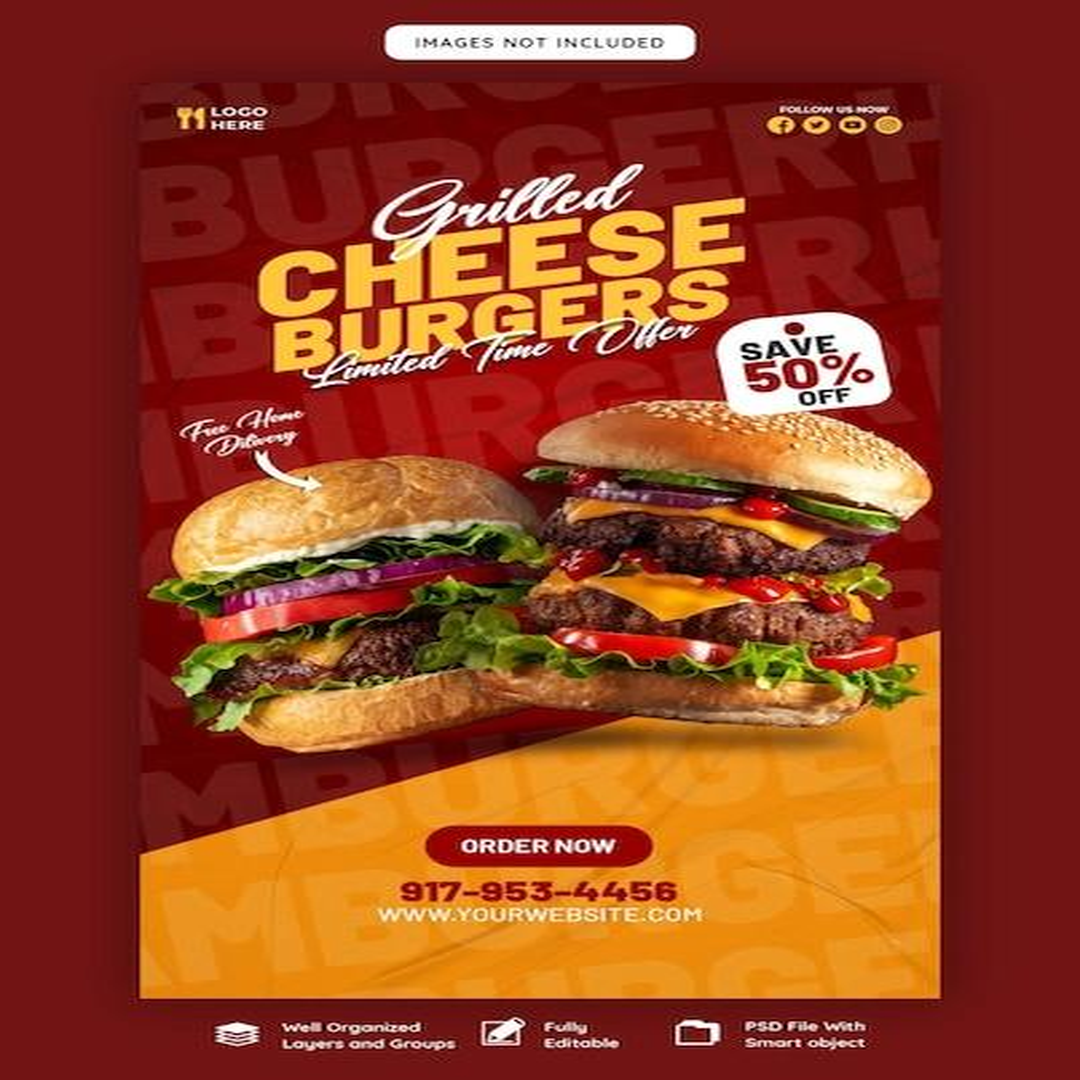 IMAGES NOT INCLUDED
LOGO
HERE
FOLLOW US NOW
Grilled
CHEESE
BURGERS
Limited Time Offer
SAVE
50%
OFF
Free Home
Delivery
ORDER NOW
917-953-4456
WWW.YOURWEBSITE.COM
Well Organized
Layers and Groups
Fully
Editable
PSD File With
Smart object